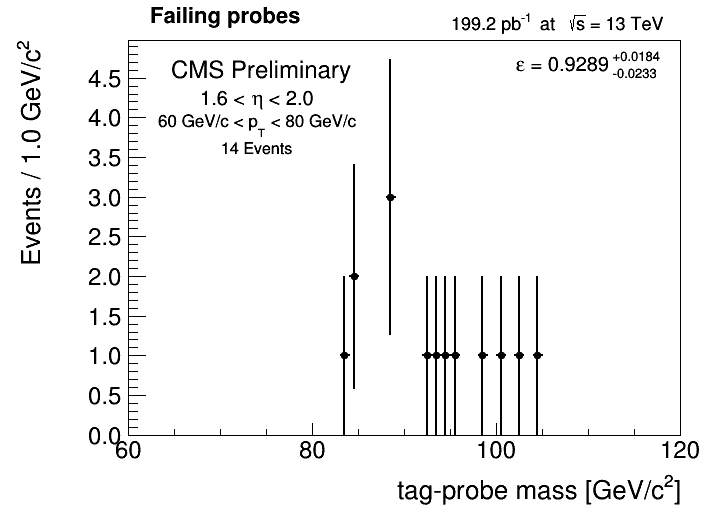 Failing probes
199.2 pb⁻¹ at √s = 13 TeV
CMS Preliminary
1.6 < η < 2.0
60 GeV/c < p_T < 80 GeV/c
14 Events
ε = 0.9289 +0.0184 -0.0233
Events / 1.0 GeV/c²
4.5
4.0
3.5
3.0
2.5
2.0
1.5
1.0
0.5
0.0
60 80 100 120
tag-probe mass [GeV/c²]